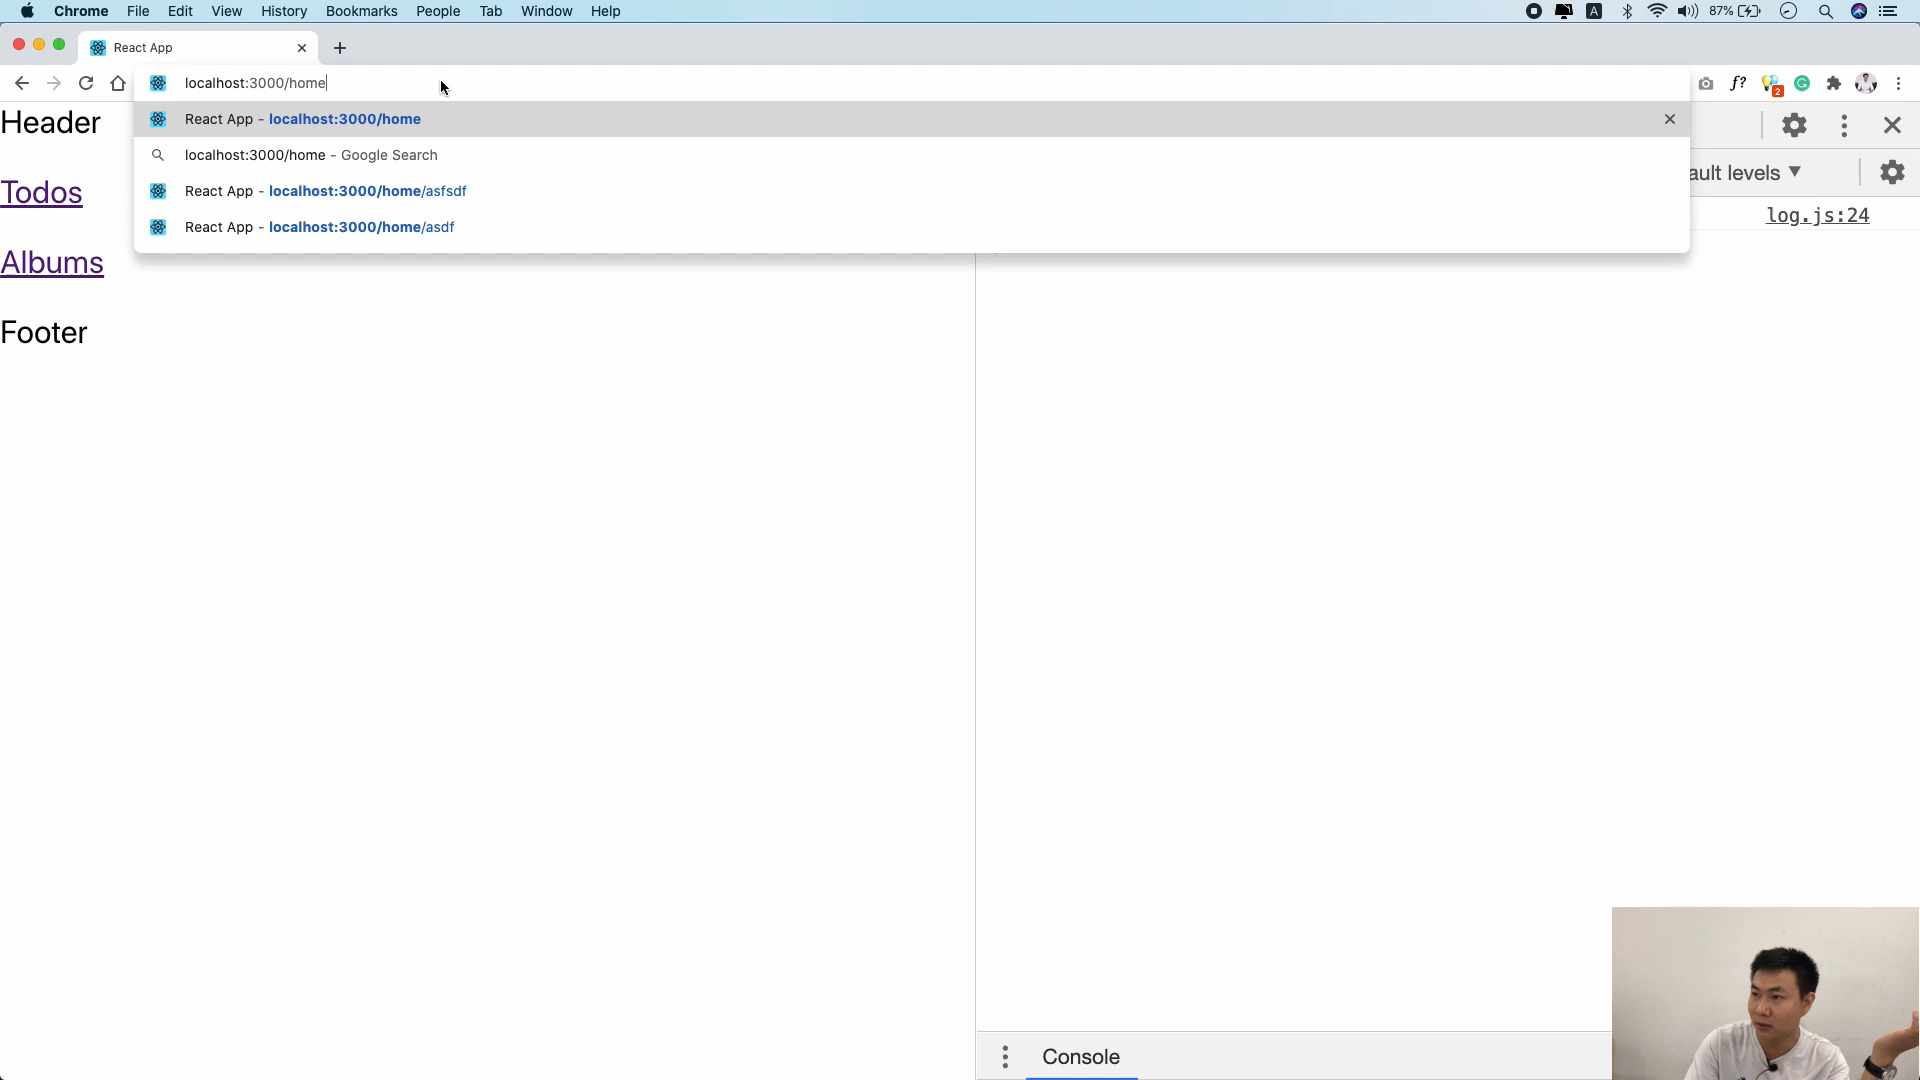 Chrome File Edit View History Bookmarks People Tab Window Help A 87%
React App
localhost:3000/home
f? 2
React App - localhost:3000/home
localhost:3000/home - Google Search
React App - localhost:3000/home/asfsdf
React App - localhost:3000/home/asdf
ault levels ▼
log.js:24
Header
Todos
Albums
Footer
Console